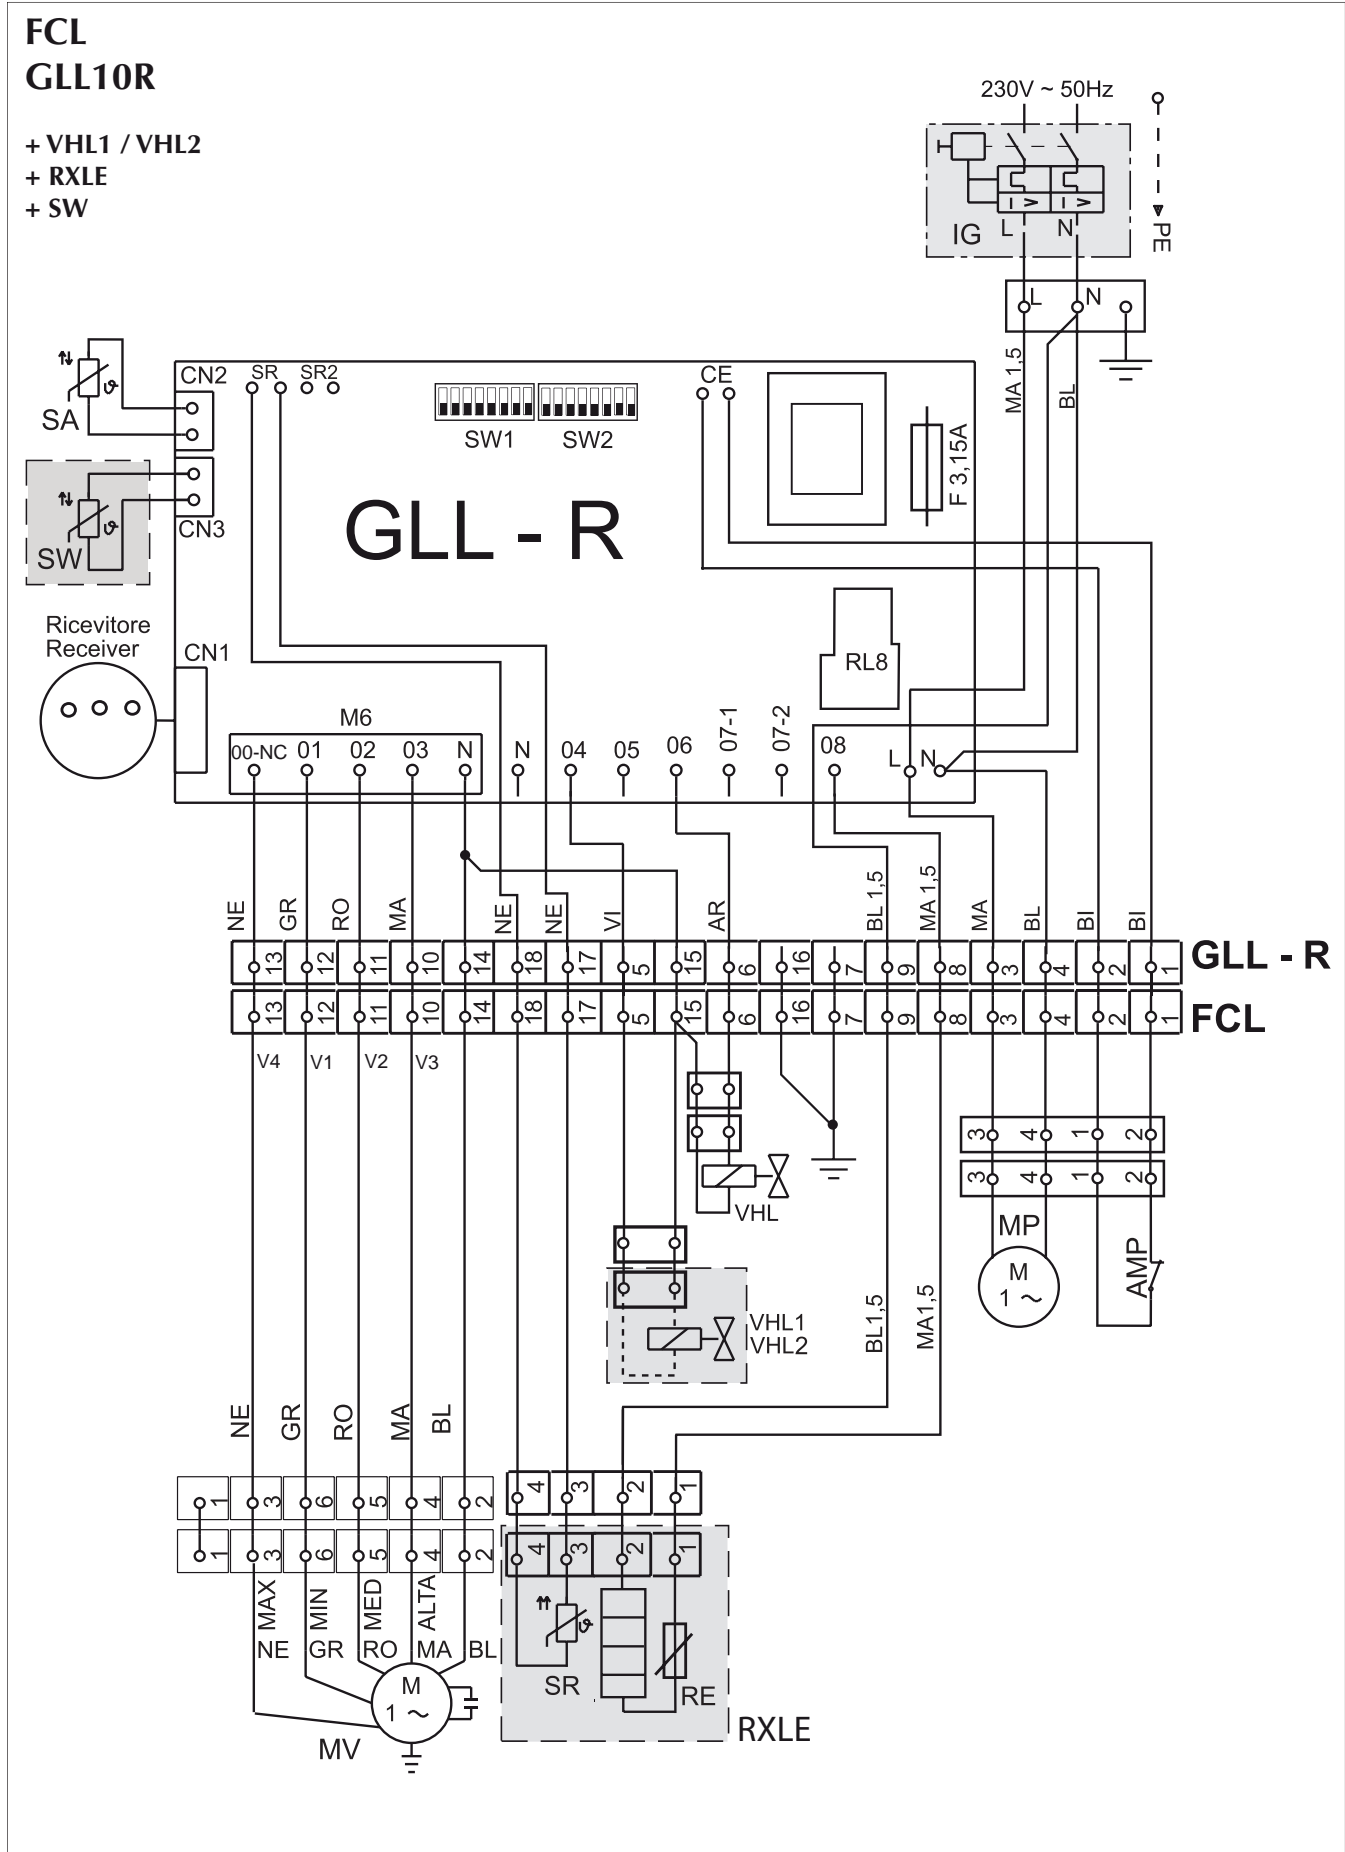 FCL
GLL10R
+ VHL1 / VHL2
+ RXLE
+ SW
230V ~ 50Hz
PE
IG L N
I > I >
L N
MA 1,5
BL
SA
CN2
SR SR2
SW1 SW2
CE
F 3,15A
SW
CN3
GLL - R
Ricevitore
Receiver
CN1
RL8
M6
00-NC 01 02 03 N N 04 05 06 07-1 07-2 08 L N
NE GR RO MA NE NE VI AR BL 1,5 MA 1,5 MA BL BI BI
13 12 11 10 14 18 17 5 15 6 16 7 9 8 3 4 2 1 GLL - R
13 12 11 10 14 18 17 5 15 6 16 7 9 8 3 4 2 1 FCL
V4 V1 V2 V3
3 4 1 2
3 4 1 2
VHL
MP
M
1 ~
AMP
VHL1
VHL2
BL1,5
MA1,5
NE GR RO MA BL
1 3 6 5 4 2
4 3 2 1
1 3 6 5 4 2
4 3 2 1
MAX MIN MED ALTA
NE GR RO MA BL
M
1 ~
MV
SR
RE
RXLE